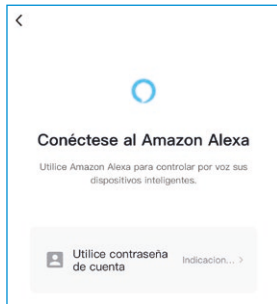 Conéctese al Amazon Alexa
Utilice Amazon Alexa para controlar por voz sus
dispositivos inteligentes.
Utilice contraseña
de cuenta
Indicacion... >